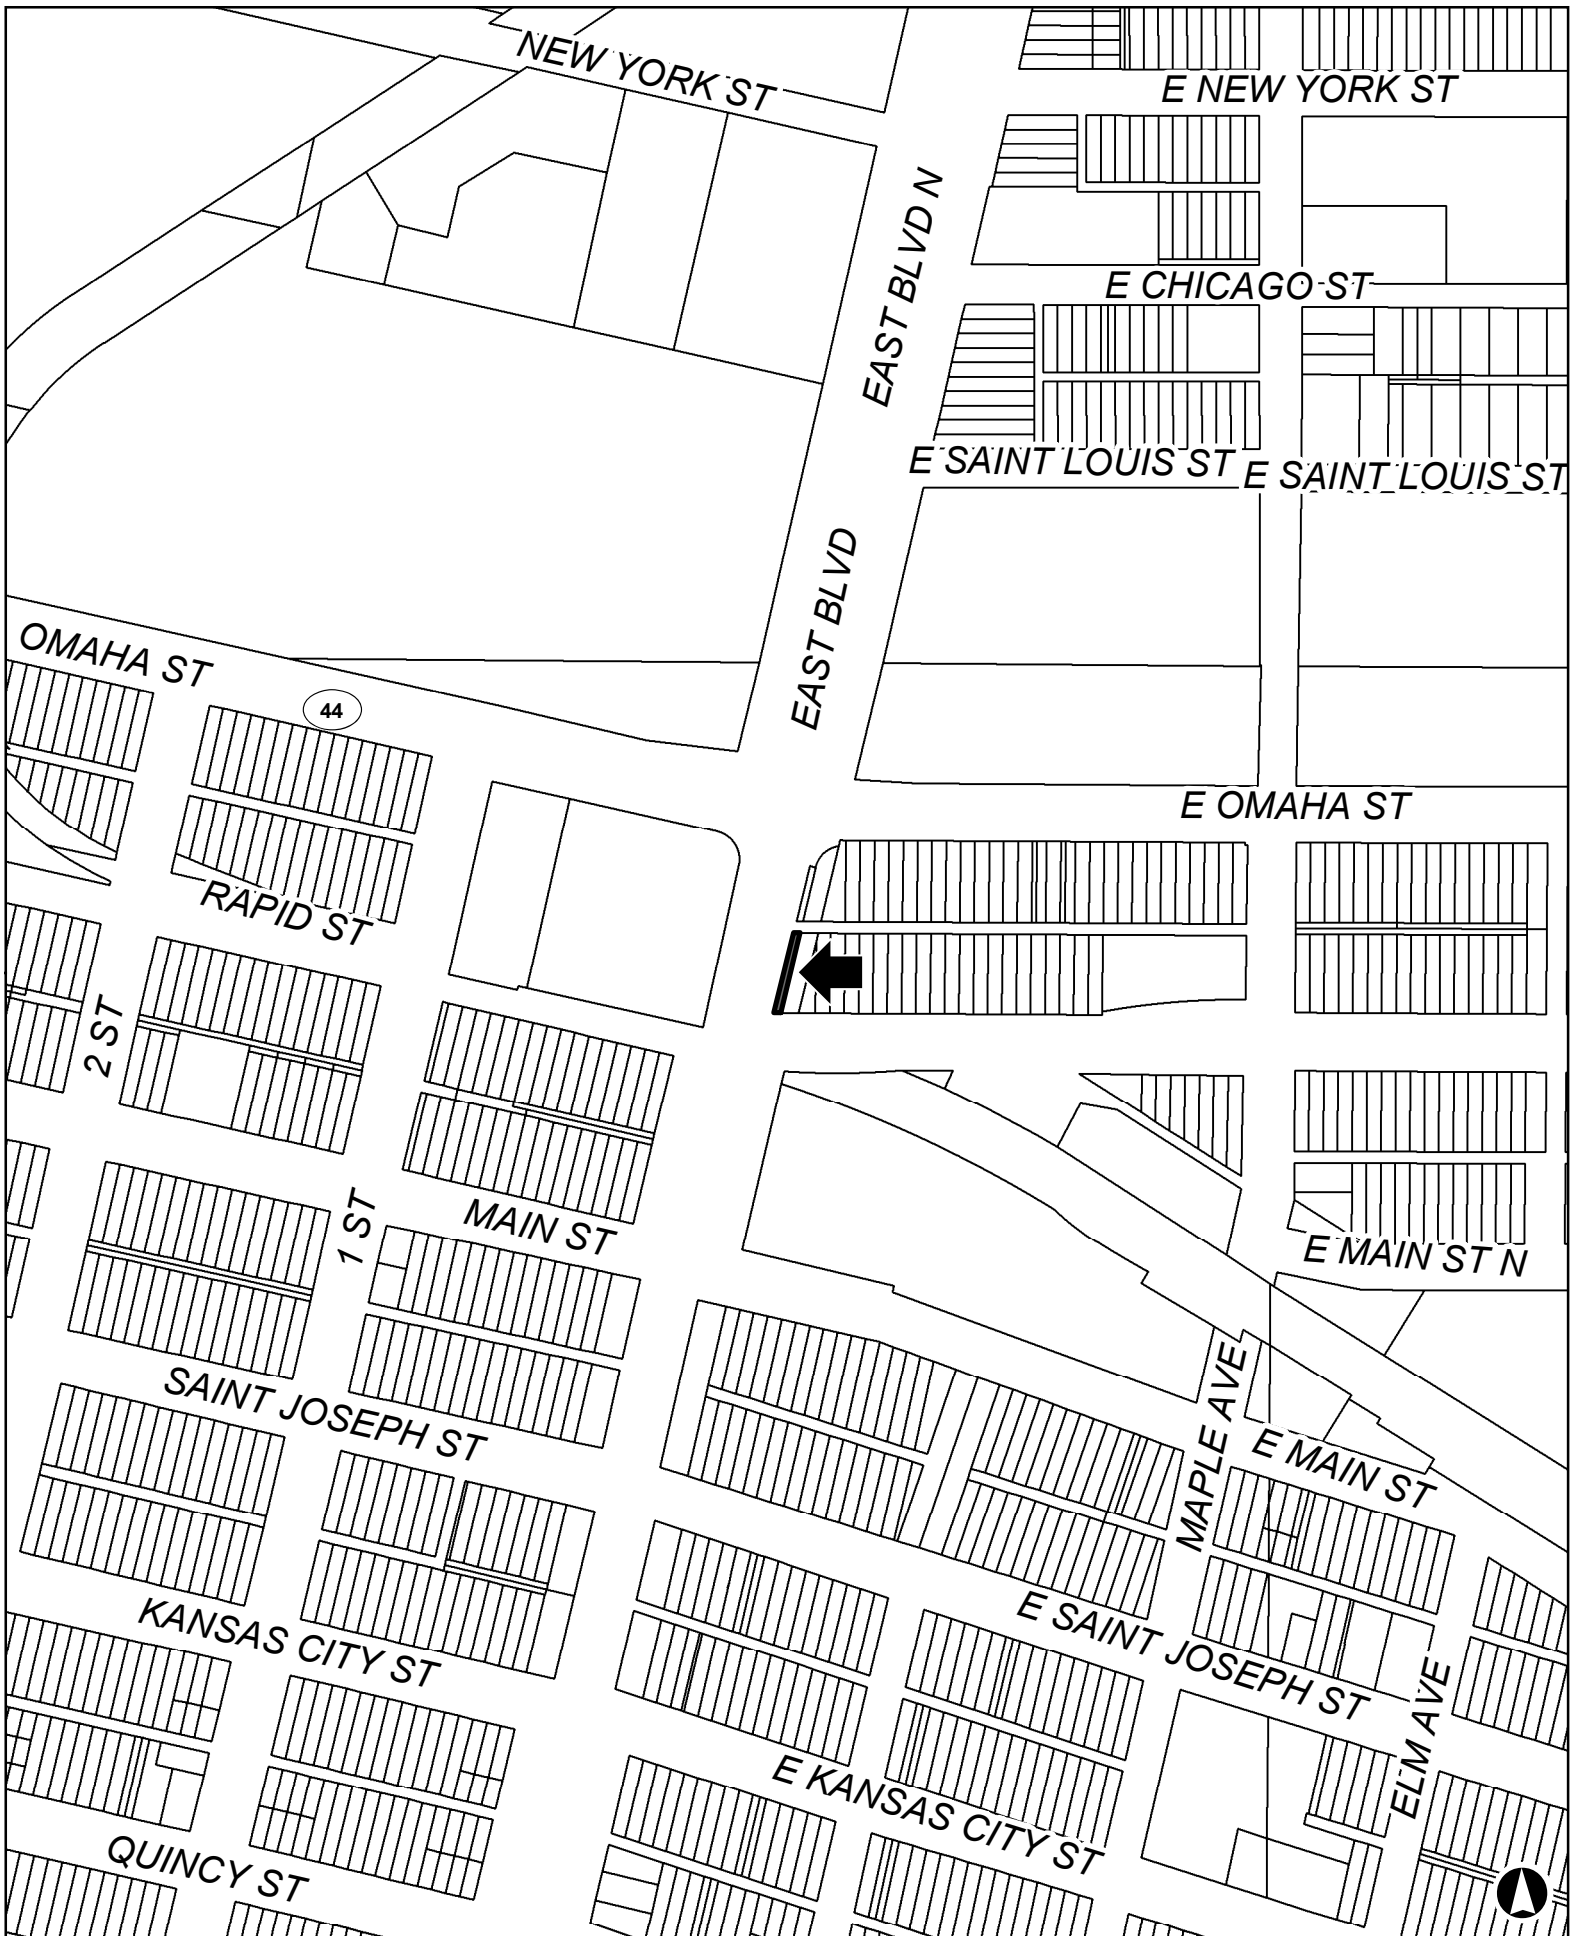 NEW YORK ST
E NEW YORK ST
EAST BLVD N
E CHICAGO ST
E SAINT LOUIS ST
E SAINT LOUIS ST
EAST BLVD
OMAHA ST
44
E OMAHA ST
RAPID ST
2 ST
1 ST
MAIN ST
E MAIN ST N
SAINT JOSEPH ST
MAPLE AVE
E MAIN ST
KANSAS CITY ST
E SAINT JOSEPH ST
ELM AVE
E KANSAS CITY ST
QUINCY ST